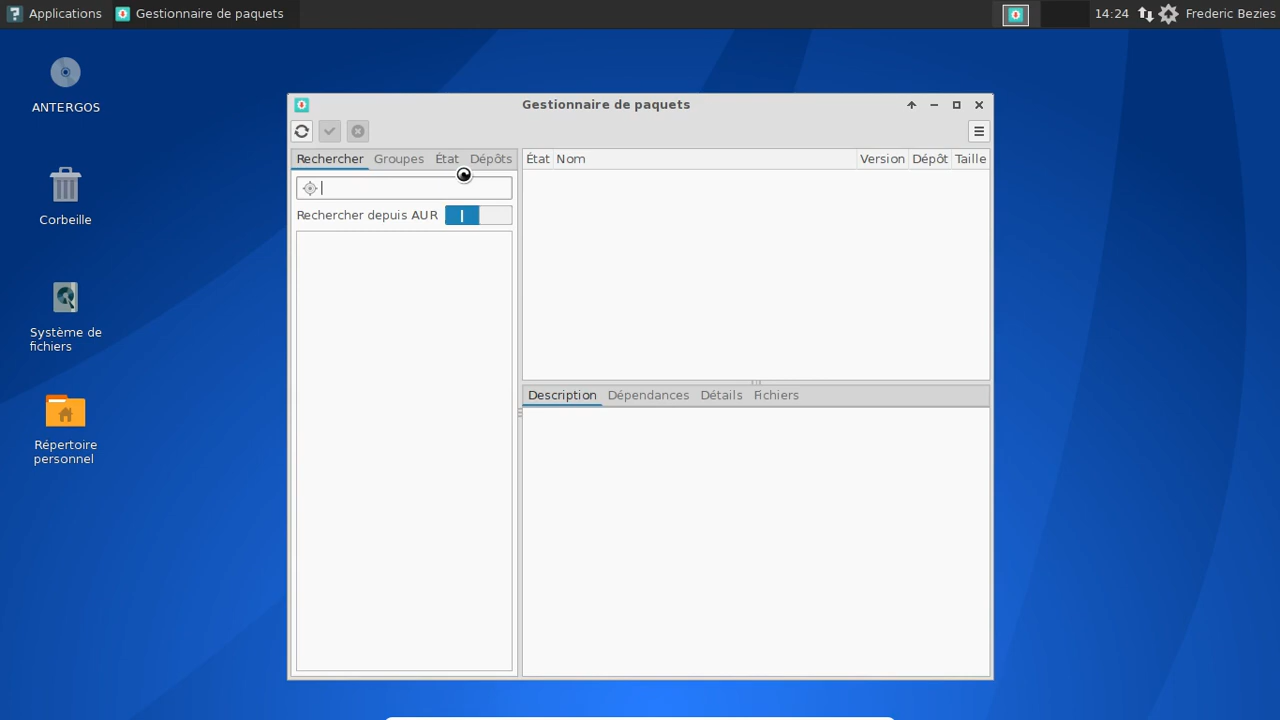 Applications
Gestionnaire de paquets
14:24
Frederic Bezies
ANTERGOS
Corbeille
Système de
fichiers
Répertoire
personnel
Gestionnaire de paquets
Rechercher Groupes État Dépôts
Rechercher depuis AUR
État Nom Version Dépôt Taille
Description Dépendances Détails Fichiers